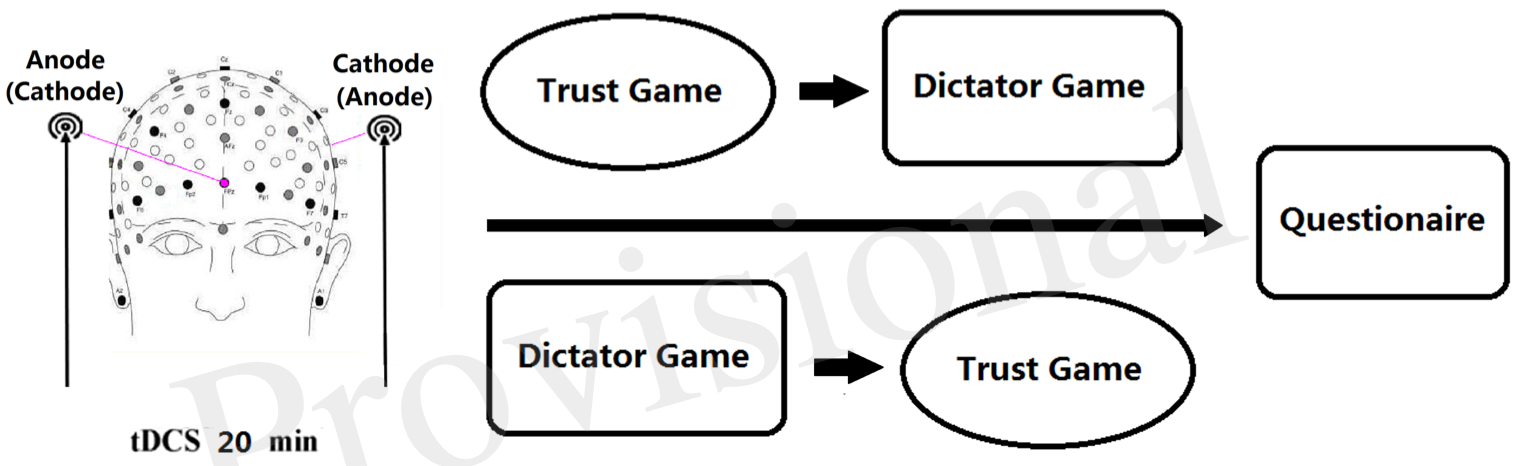 Anode
(Cathode)
Cathode
(Anode)
Cz
C2
C1
C4
C3
Fz
F4
F3
AFz
C5
Fp2
FPz
Fp1
F8
F7
T7
A2
A1
tDCS 20 min
Trust Game
Dictator Game
Questionaire
Dictator Game
Trust Game
Provisional